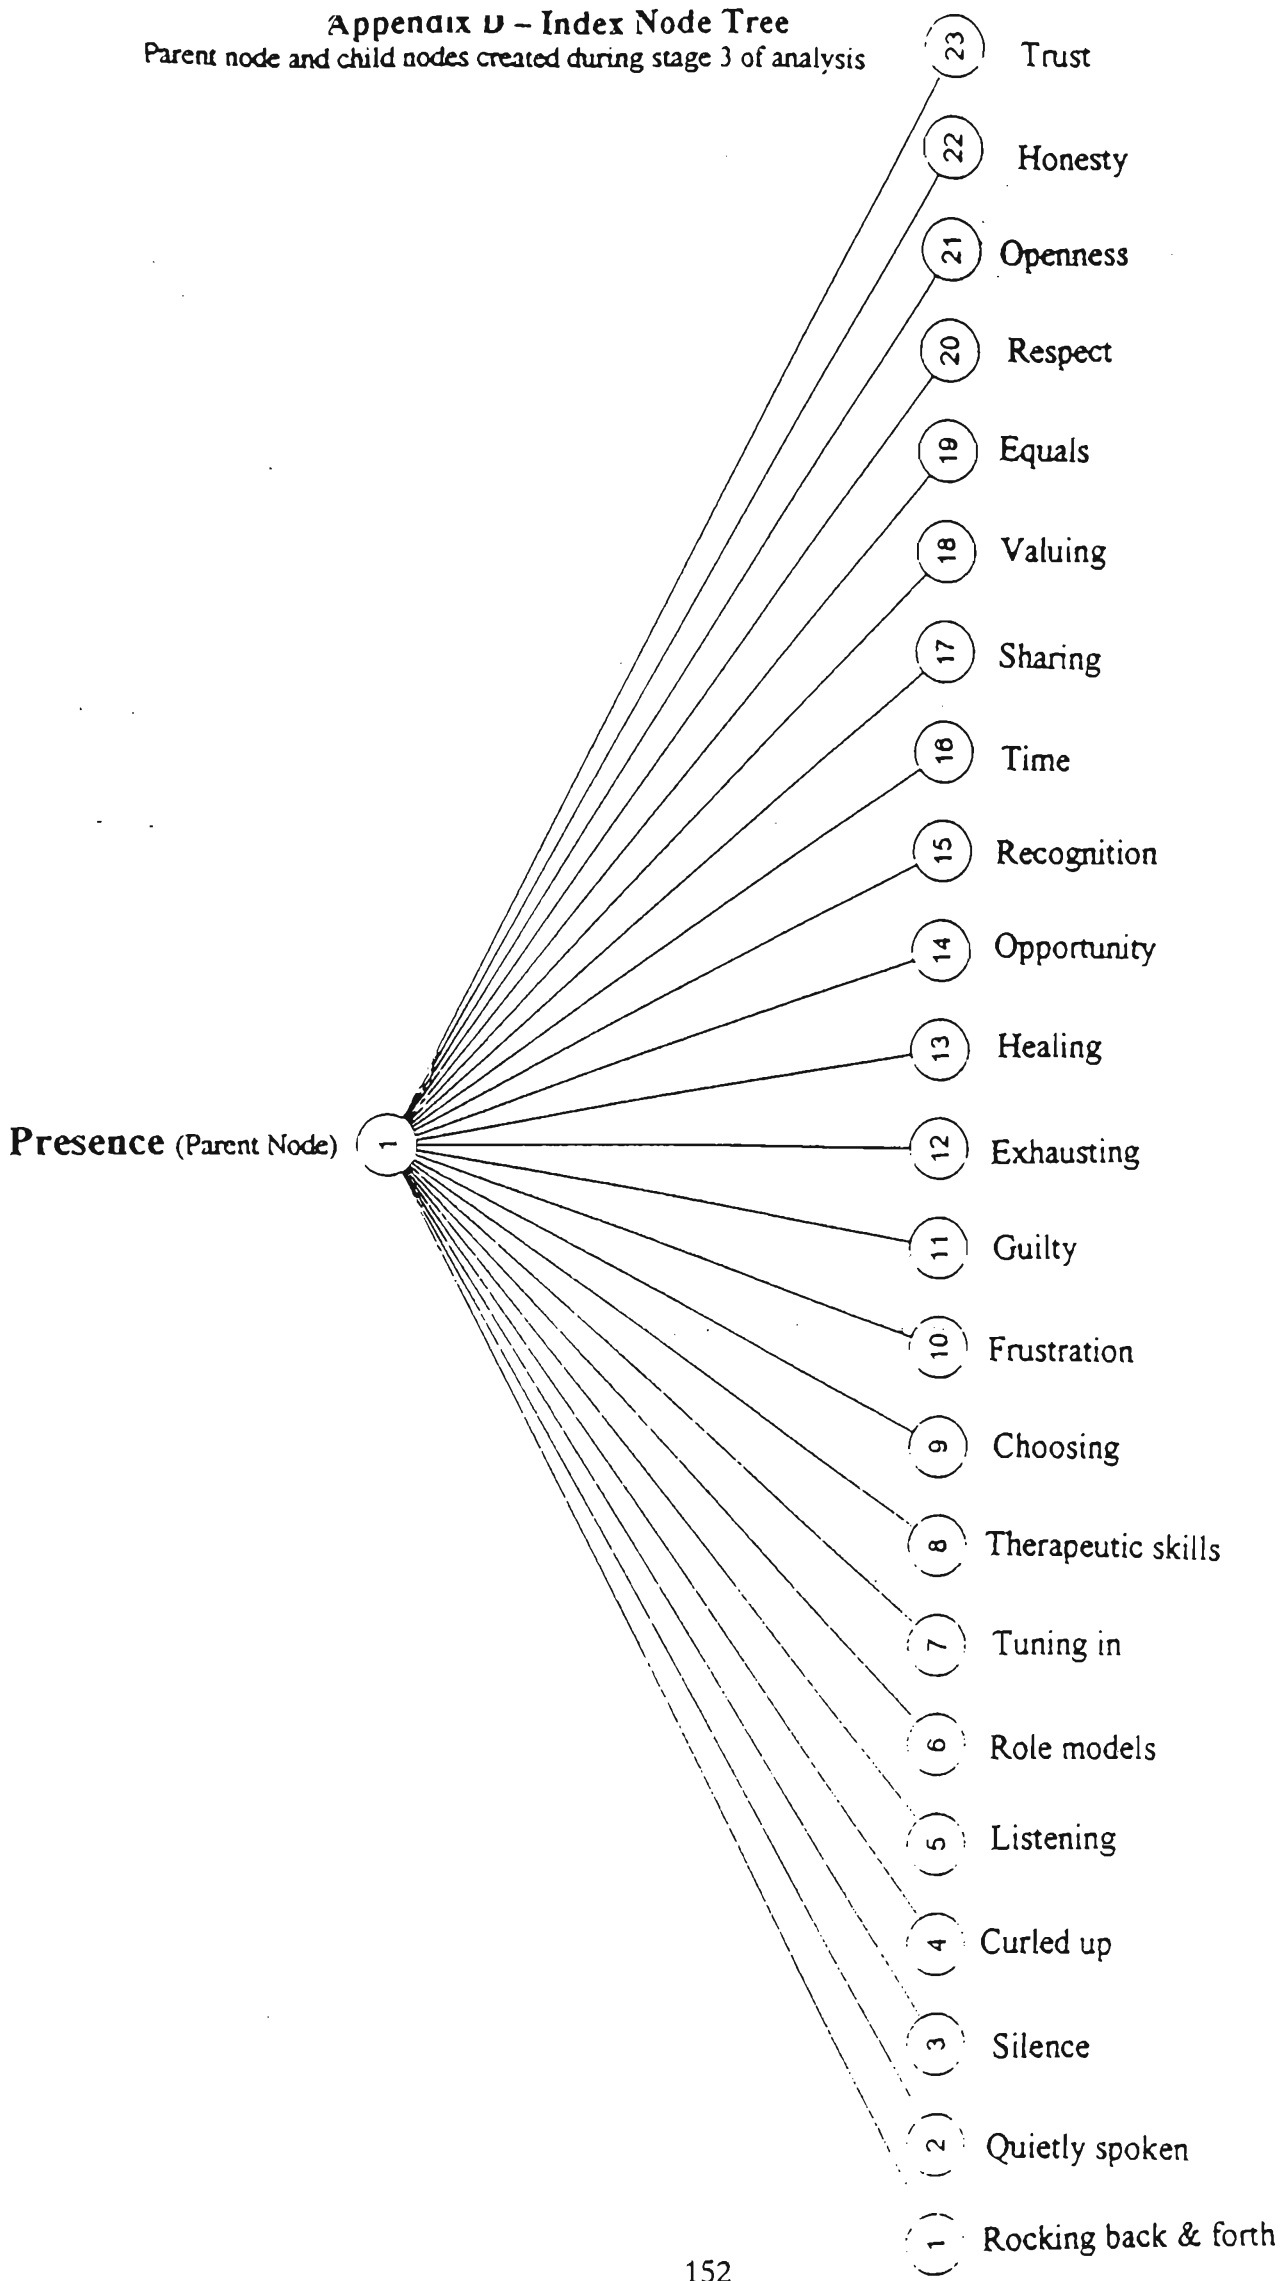 Appendix D – Index Node Tree
Parent node and child nodes created during stage 3 of analysis
23 Trust
22 Honesty
21 Openness
20 Respect
19 Equals
18 Valuing
17 Sharing
16 Time
15 Recognition
14 Opportunity
13 Healing
Presence (Parent Node) 1
12 Exhausting
11 Guilty
10 Frustration
9 Choosing
8 Therapeutic skills
7 Tuning in
6 Role models
5 Listening
4 Curled up
3 Silence
2 Quietly spoken
1 Rocking back & forth
152